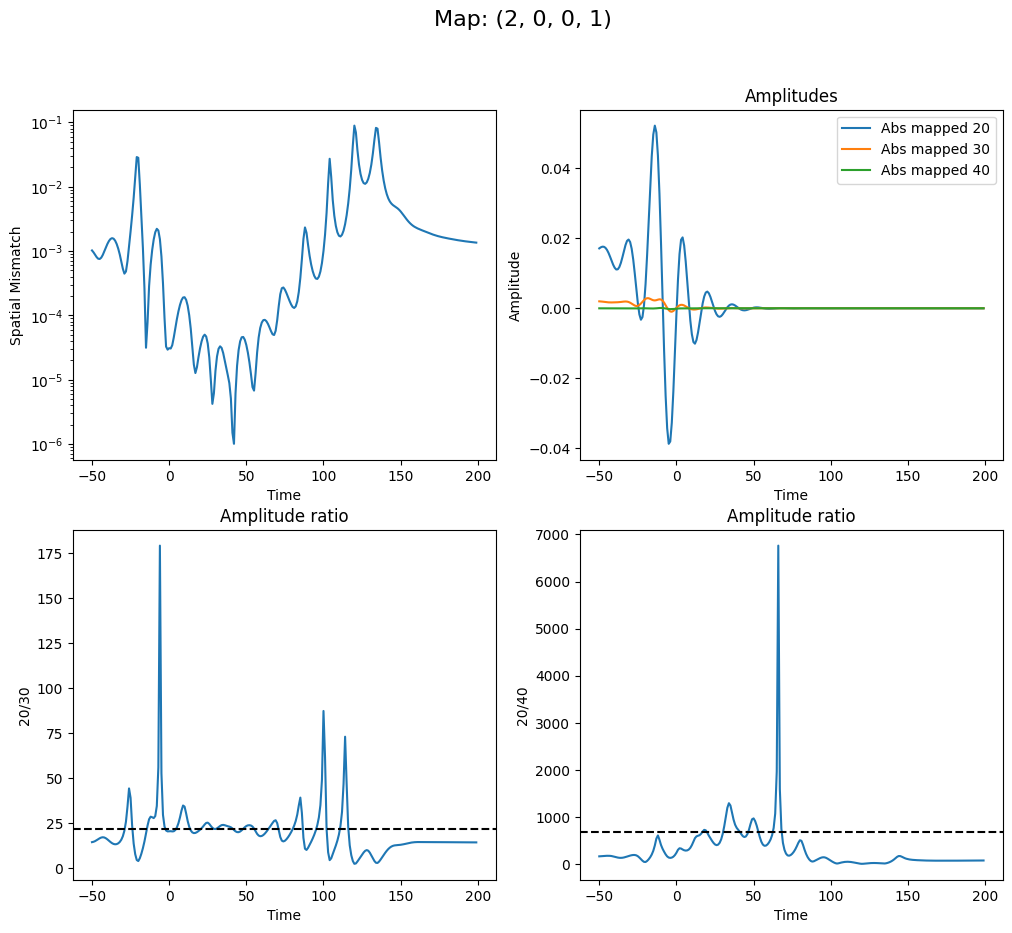 Map: (2, 0, 0, 1)
Spatial Mismatch
10⁻¹
10⁻²
10⁻³
10⁻⁴
10⁻⁵
10⁻⁶
−50 0 50 100 150 200
Time
Amplitudes
Amplitude
0.04
0.02
0.00
−0.02
−0.04
Abs mapped 20
Abs mapped 30
Abs mapped 40
−50 0 50 100 150 200
Time
Amplitude ratio
20/30
175
150
125
100
75
50
25
0
−50 0 50 100 150 200
Time
Amplitude ratio
20/40
7000
6000
5000
4000
3000
2000
1000
0
−50 0 50 100 150 200
Time